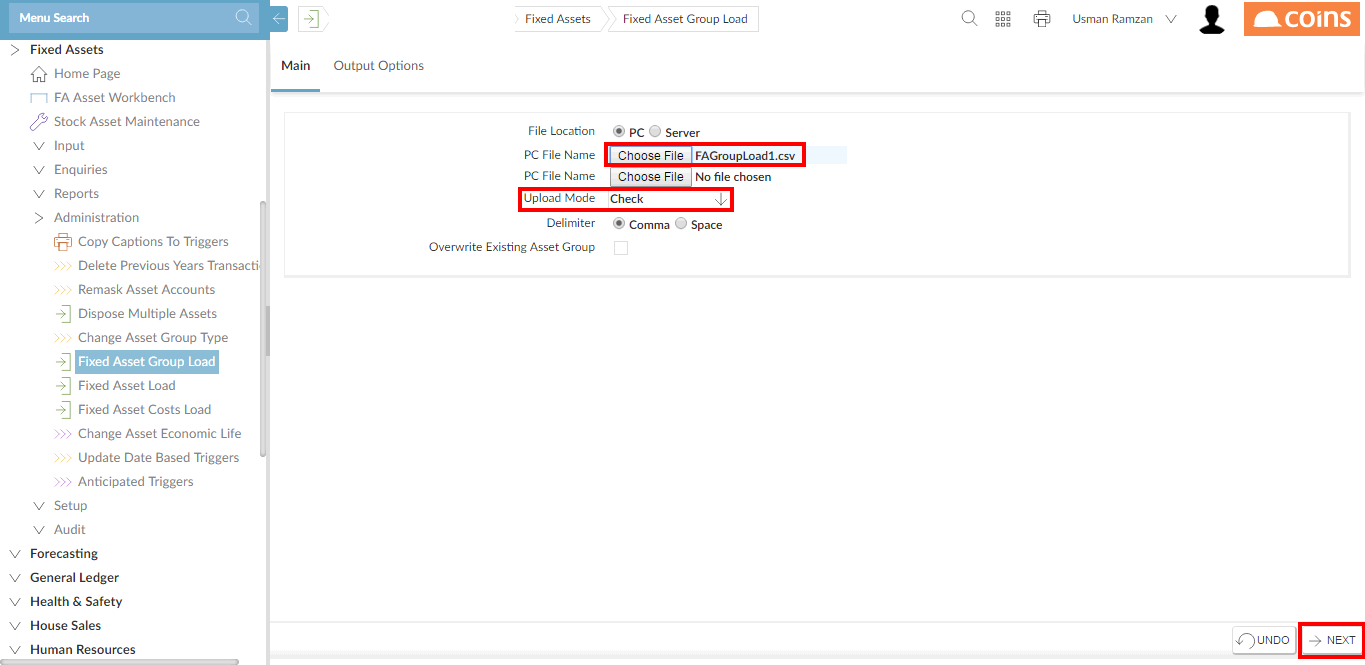 Menu Search
Fixed Assets
Home Page
FA Asset Workbench
Stock Asset Maintenance
Input
Enquiries
Reports
Administration
Copy Captions To Triggers
Delete Previous Years Transacti
Remask Asset Accounts
Dispose Multiple Assets
Change Asset Group Type
Fixed Asset Group Load
Fixed Asset Load
Fixed Asset Costs Load
Change Asset Economic Life
Update Date Based Triggers
Anticipated Triggers
Setup
Audit
Forecasting
General Ledger
Health & Safety
House Sales
Human Resources
Fixed Assets Fixed Asset Group Load
Usman Ramzan
coins
Main Output Options
File Location PC Server
PC File Name Choose File FAGroupLoad1.csv
PC File Name Choose File No file chosen
Upload Mode Check
Delimiter Comma Space
Overwrite Existing Asset Group
UNDO NEXT